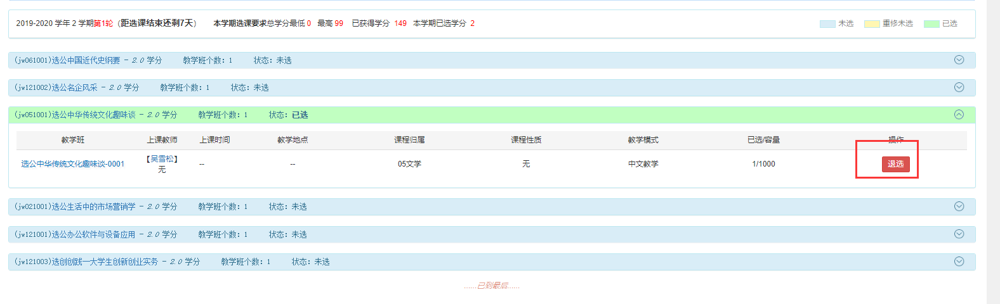 2019-2020 学年 2 学期第1轮（距选课结束还剩7天） 本学期选课要求总学分最低 0 最高 99 已获得学分 149 本学期已选学分 2 未选 重修未选 已选
(jw061001)选公中国近代史纲要 - 2.0 学分 教学班个数：1 状态：未选
(jw121002)选公名企风采 - 2.0 学分 教学班个数：1 状态：未选
(jw051001)选公中华传统文化趣味谈 - 2.0 学分 教学班个数：1 状态：已选
教学班 上课教师 上课时间 教学地点 课程归属 课程性质 教学模式 已选/容量 操作
选公中华传统文化趣味谈-0001 【吴雪松】 -- -- 05文学 无 中文教学 1/1000 退选
无
(jw021001)选公生活中的市场营销学 - 2.0 学分 教学班个数：1 状态：未选
(jw121001)选公办公软件与设备应用 - 2.0 学分 教学班个数：1 状态：未选
(jw121003)选创创践—大学生创新创业实务 - 2.0 学分 教学班个数：1 状态：未选
......已到最后......